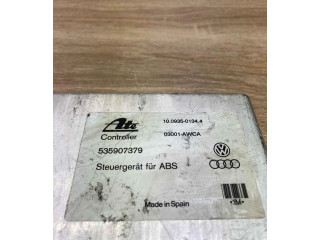 Ate
10.0935-0134.4
Controller
03001-AWCA
535907379
Steuergerät für ABS
Made in Spain